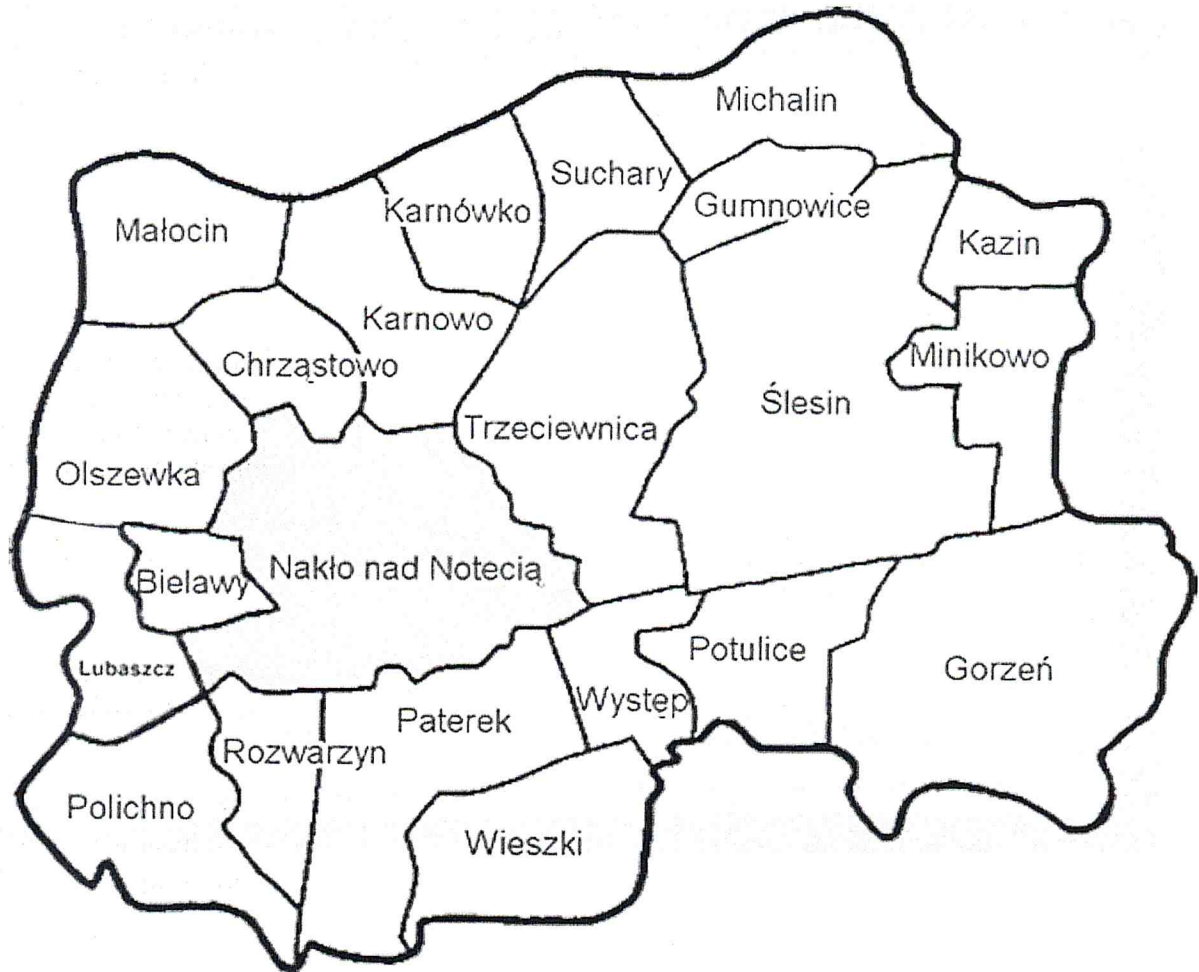 Michalin
Suchary
Karnówko
Gumnowice
Małocin
Kazin
Karnowo
Chrząstowo
Minikowo
Ślesin
Trzeciewnica
Olszewka
Nakło nad Notecią
Bielawy
Potulice
Lubaszcz
Gorzeń
Występ
Paterek
Rozwarzyn
Polichno
Wieszki